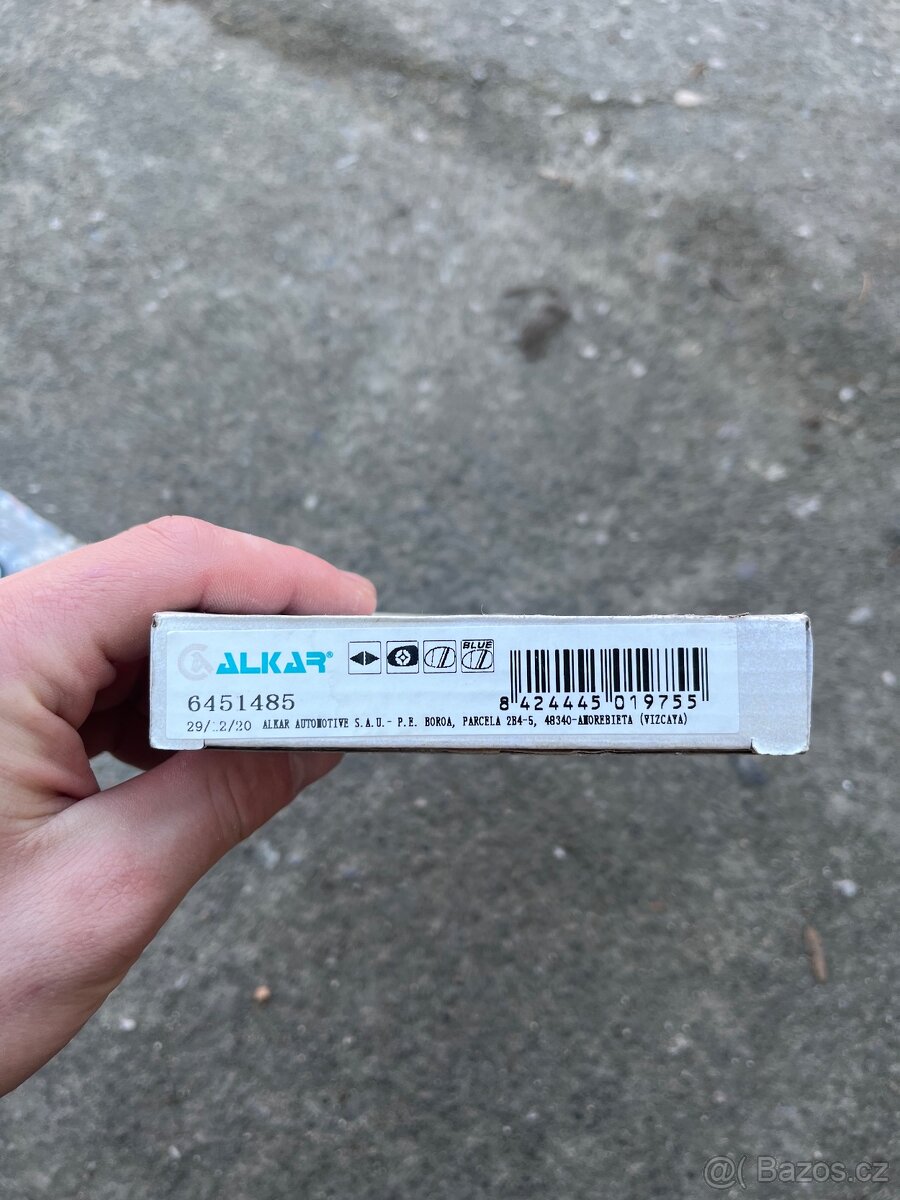 ALKAR®
BLUE
6451485
8 424445 019755
ALKAR AUTOMOTIVE S.A.U.- P.E. BOROA, PARCELA 2B4-5, 48340-AMOREBIETA (VIZCAYA)
@( Bazos.cz